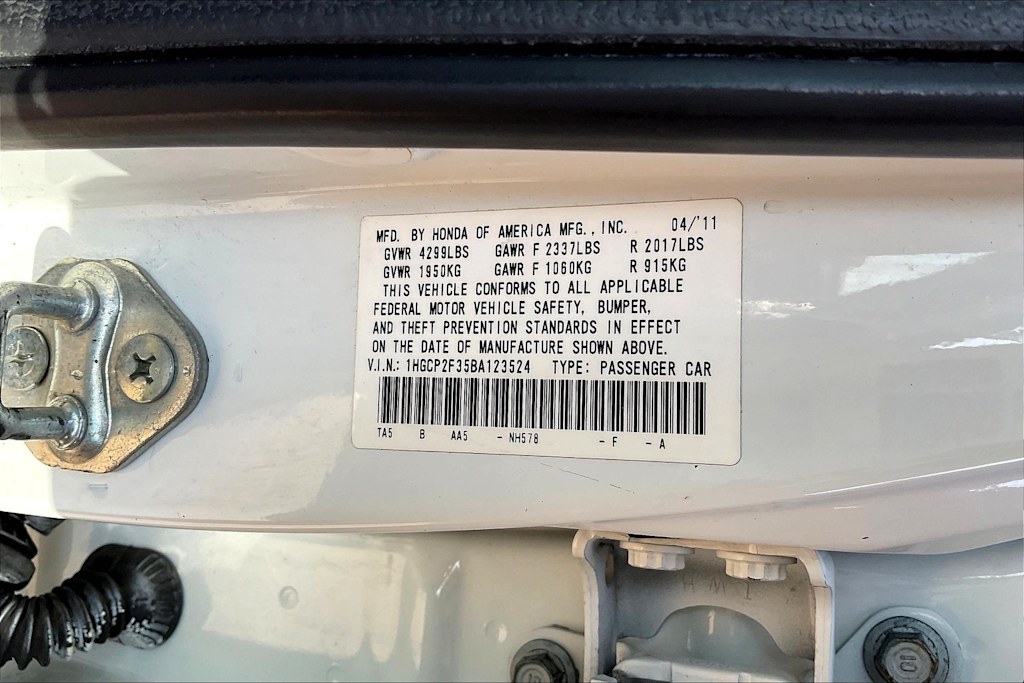 MFD. BY HONDA OF AMERICA MFG., INC. 04/'11
GVWR 4299LBS GAWR F 2337LBS R 2017LBS
GVWR 1950KG GAWR F 1060KG R 915KG
THIS VEHICLE CONFORMS TO ALL APPLICABLE
FEDERAL MOTOR VEHICLE SAFETY, BUMPER,
AND THEFT PREVENTION STANDARDS IN EFFECT
ON THE DATE OF MANUFACTURE SHOWN ABOVE.
V.I.N.: 1HGCP2F35BA123524 TYPE: PASSENGER CAR
TA5 B AA5 - NH578 - F - A
10